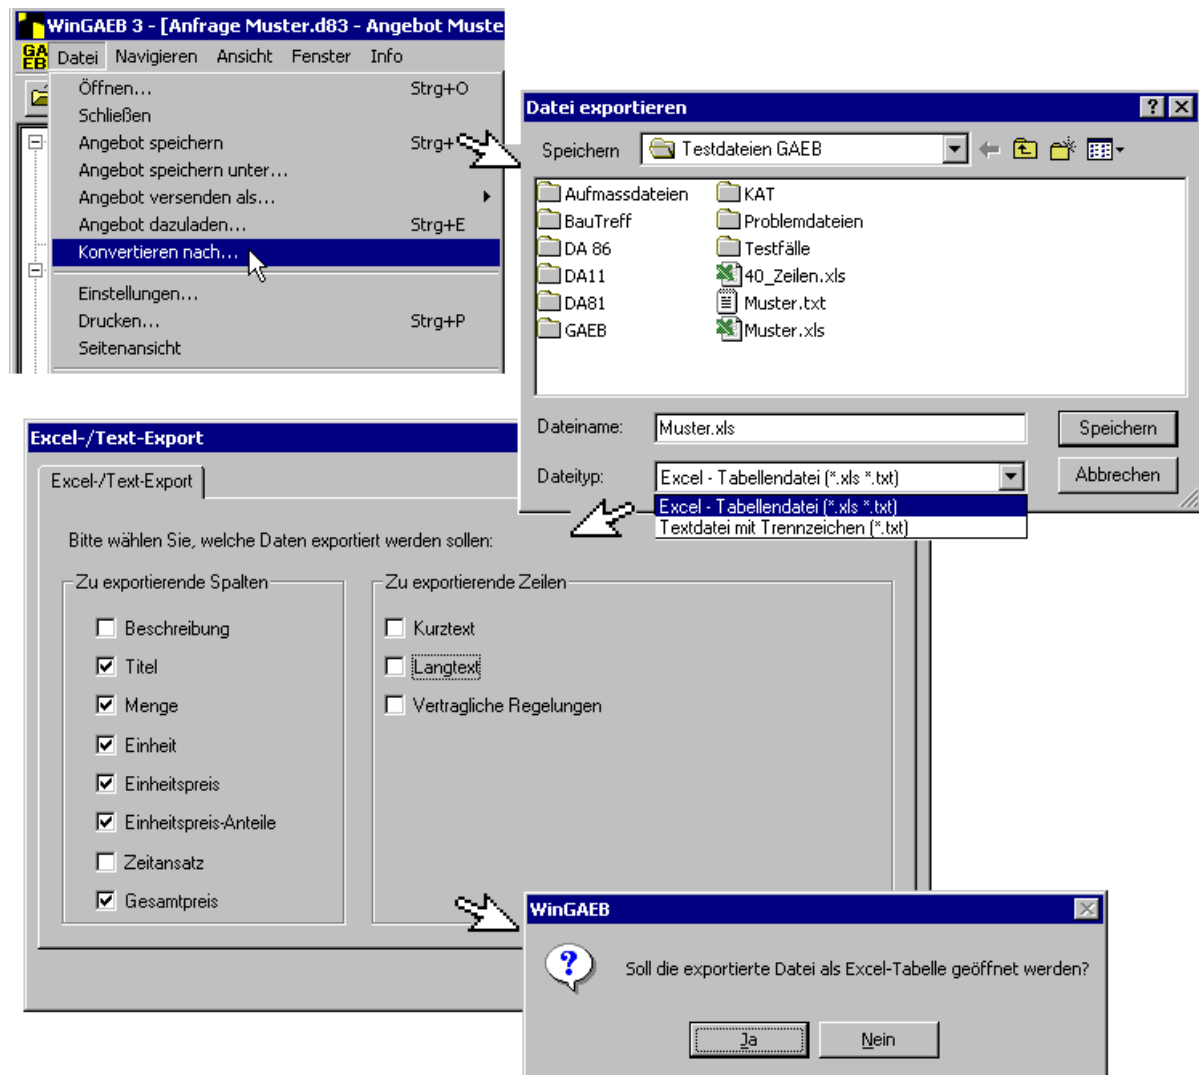 WinGAEB 3 - [Anfrage Muster.d83 - Angebot Muste
GA
EB
Datei Navigieren Ansicht Fenster Info
Öffnen... Strg+O
Schließen
Angebot speichern Strg+
Angebot speichern unter...
Angebot versenden als...
Angebot dazuladen... Strg+E
Konvertieren nach...
Einstellungen...
Drucken... Strg+P
Seitenansicht
Datei exportieren
Speichern Testdateien GAEB
Aufmassdateien KAT
BauTreff Problemdateien
DA 86 Testfälle
DA11 40_Zeilen.xls
DA81 Muster.txt
GAEB Muster.xls
Dateiname: Muster.xls Speichern
Dateityp: Excel - Tabellendatei (*.xls *.txt) Abbrechen
Excel - Tabellendatei (*.xls *.txt)
Textdatei mit Trennzeichen (*.txt)
Excel-/Text-Export
Excel-/Text-Export
Bitte wählen Sie, welche Daten exportiert werden sollen:
Zu exportierende Spalten Zu exportierende Zeilen
Beschreibung Kurztext
Titel Langtext
Menge Vertragliche Regelungen
Einheit
Einheitspreis
Einheitspreis-Anteile
Zeitansatz
Gesamtpreis
WinGAEB
Soll die exportierte Datei als Excel-Tabelle geöffnet werden?
Ja Nein